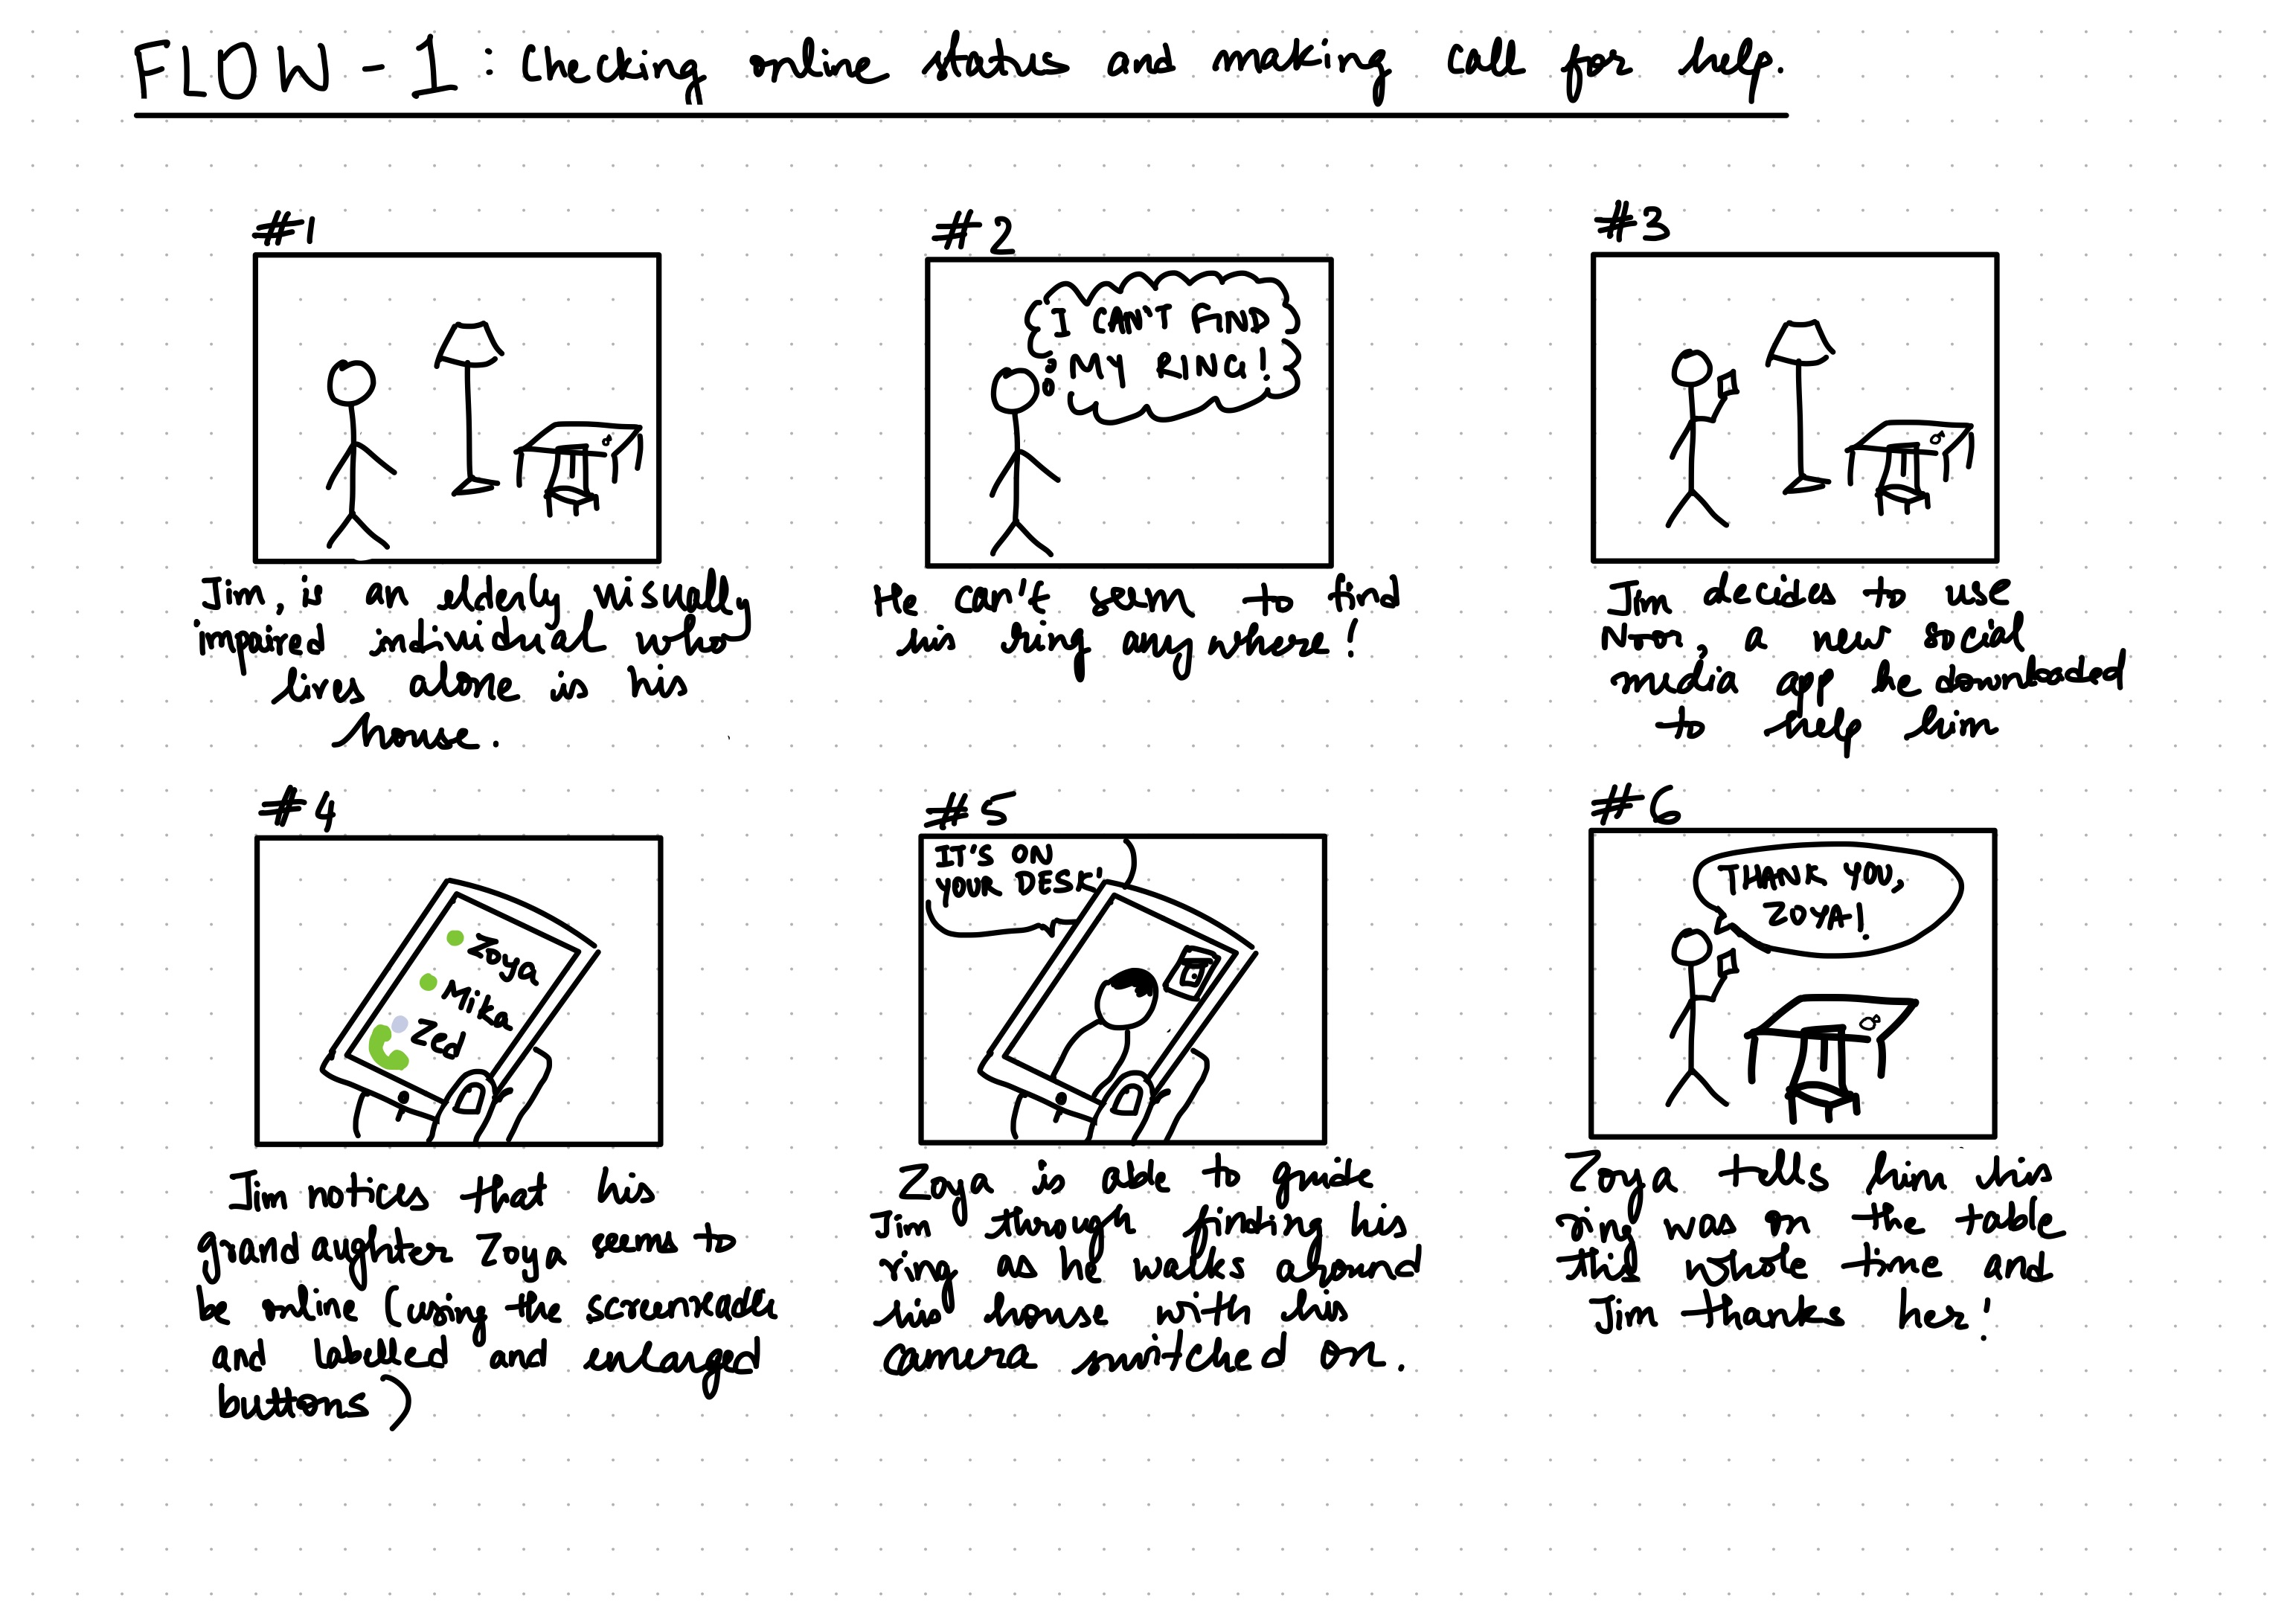 FLOW - 1 : Checking online status and making call for help.
#1
Jim, is an elderly visually
impaired individual who
lives alone is his
house.
#2
I CAN'T FIND
MY RING!
He can't seem to find
his ring anywhere!
#3
Jim decides to use
Noor, a new social
media app he downloaded
to help him
#4
Zoya
Mika
Zed
Jim notices that his
grandaughter Zoya seems to
be online (using the screenreader
and labelled and enlarged
buttons)
#5
IT'S ON
YOUR DESK!
Zoya is able to guide
Jim through finding his
ring as he walks around
his house with his
camera switched on.
#6
THANK YOU,
ZOYA!
Zoya tells him his
ring was on the table
this whole time and
Jim thanks her!